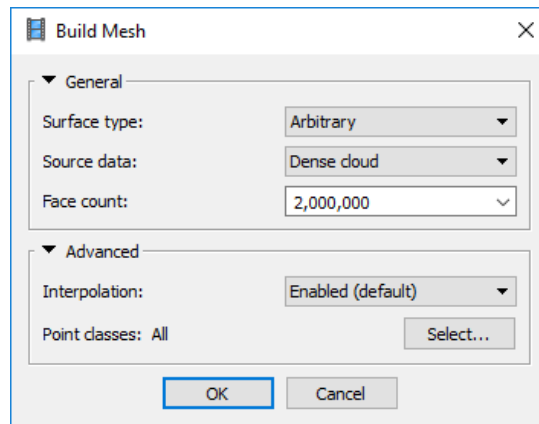 Build Mesh
General
Surface type: Arbitrary
Source data: Dense cloud
Face count: 2,000,000
Advanced
Interpolation: Enabled (default)
Point classes: All Select...
OK Cancel